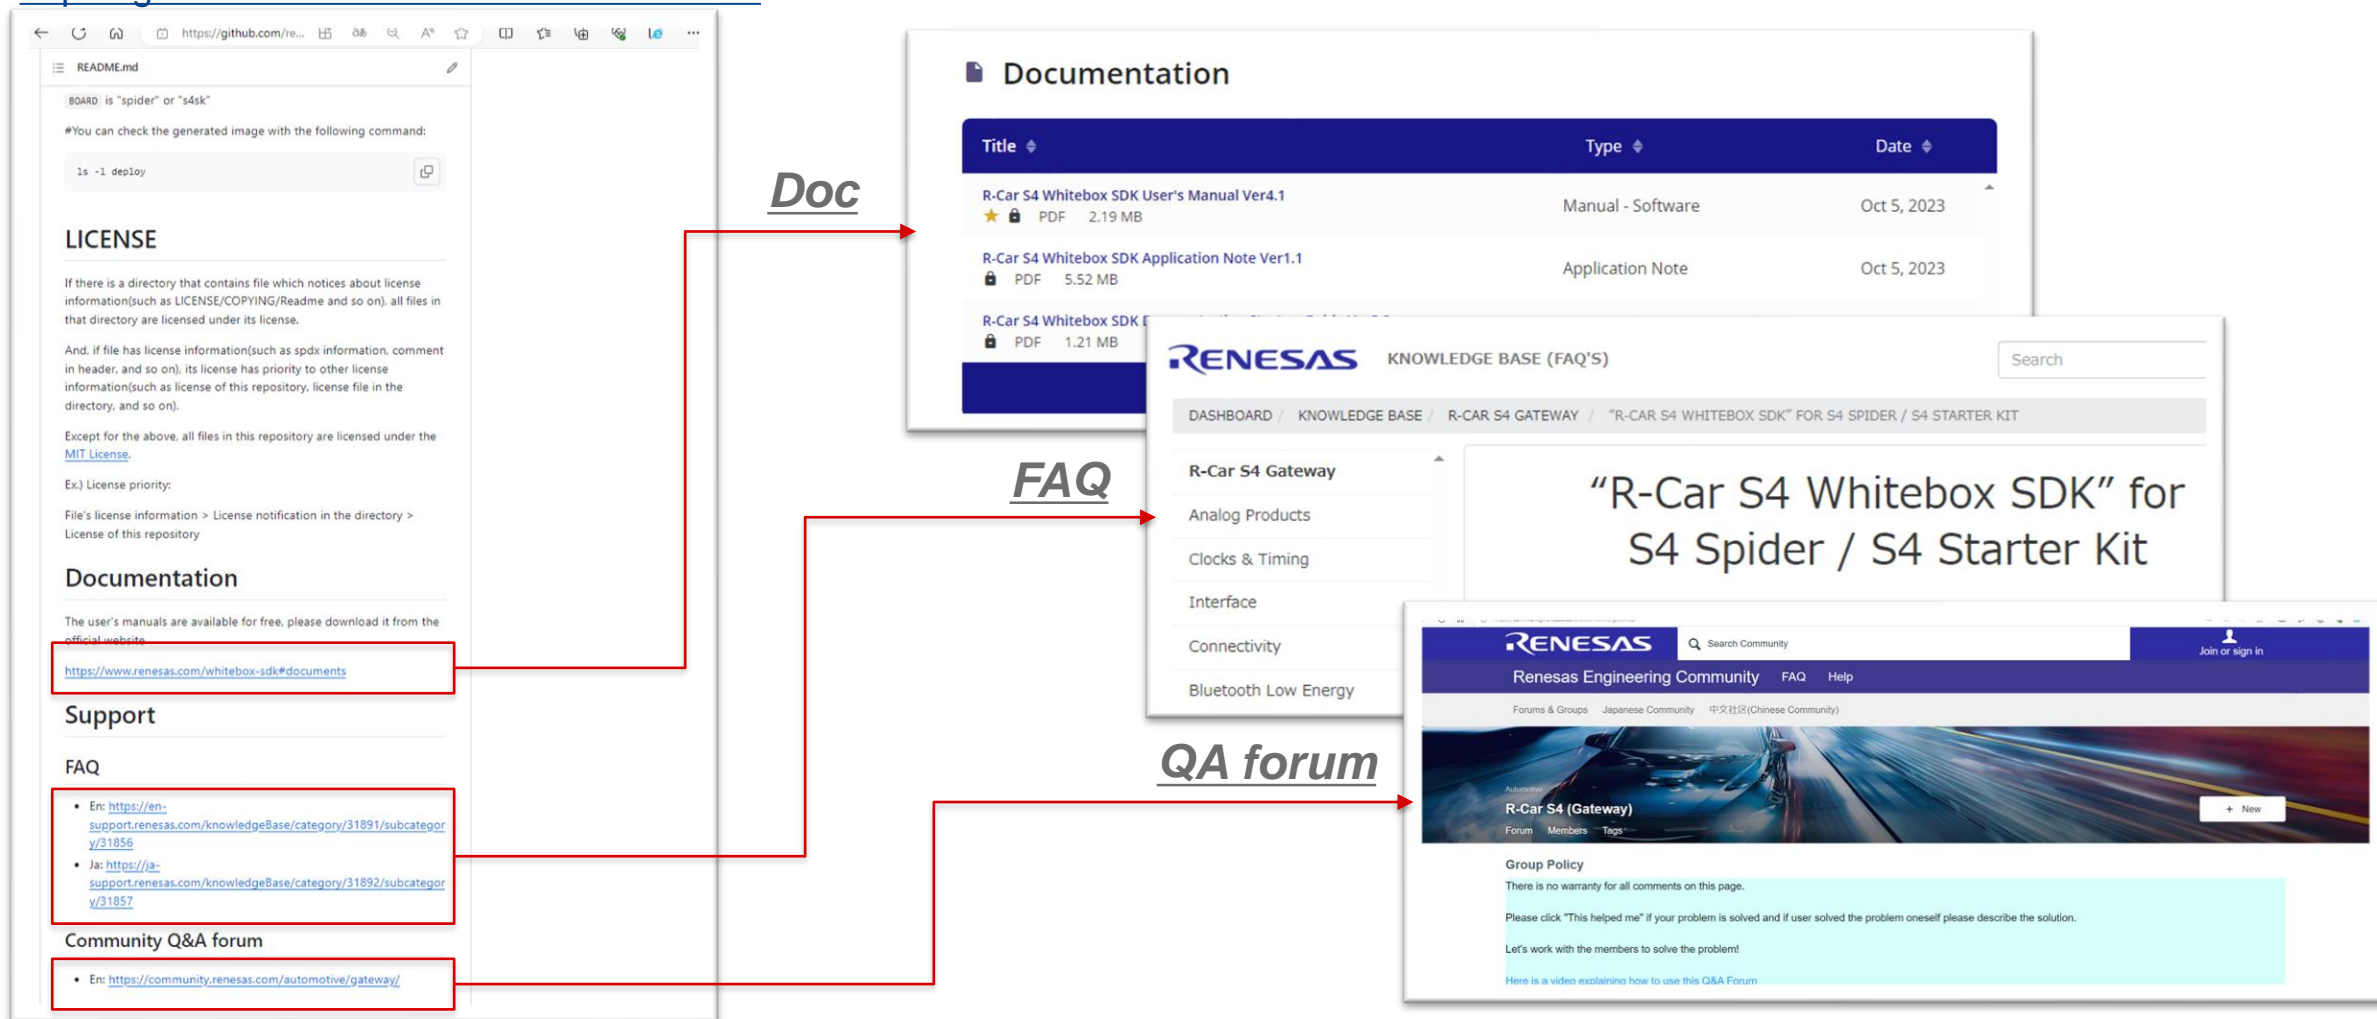 https://github.com/re...
README.md
BOARD is "spider" or "s4sk"
#You can check the generated image with the following command:
ls -l deploy
LICENSE
If there is a directory that contains file which notices about license
information(such as LICENSE/COPYING/Readme and so on), all files in
that directory are licensed under its license.
And, if file has license information(such as spdx information, comment
in header, and so on), its license has priority to other license
information(such as license of this repository, license file in the
directory, and so on).
Except for the above, all files in this repository are licensed under the
MIT License.
Ex.) License priority:
File's license information > License notification in the directory >
License of this repository
Documentation
The user's manuals are available for free, please download it from the
official website
https://www.renesas.com/whitebox-sdk#documents
Support
FAQ
• En: https://en-
support.renesas.com/knowledgeBase/category/31891/subcategor
y/31856
• Ja: https://ja-
support.renesas.com/knowledgeBase/category/31892/subcategor
y/31857
Community Q&A forum
• En: https://community.renesas.com/automotive/gateway/
Doc
FAQ
QA forum
Documentation
Title Type Date
R-Car S4 Whitebox SDK User's Manual Ver4.1
PDF 2.19 MB
Manual - Software
Oct 5, 2023
R-Car S4 Whitebox SDK Application Note Ver1.1
PDF 5.52 MB
Application Note
Oct 5, 2023
R-Car S4 Whitebox SDK
PDF 1.21 MB
RENESAS KNOWLEDGE BASE (FAQ'S)
Search
DASHBOARD / KNOWLEDGE BASE / R-CAR S4 GATEWAY / "R-CAR S4 WHITEBOX SDK" FOR S4 SPIDER / S4 STARTER KIT
R-Car S4 Gateway
Analog Products
Clocks & Timing
Interface
Connectivity
Bluetooth Low Energy
“R-Car S4 Whitebox SDK” for
S4 Spider / S4 Starter Kit
RENESAS
Search Community
Join or sign in
Renesas Engineering Community FAQ Help
Forums & Groups Japanese Community 中文社区(Chinese Community)
Automotive
R-Car S4 (Gateway)
Forum Members Tags
+ New
Group Policy
There is no warranty for all comments on this page.
Please click "This helped me" if your problem is solved and if user solved the problem oneself please describe the solution.
Let's work with the members to solve the problem!
Here is a video explaining how to use this Q&A Forum